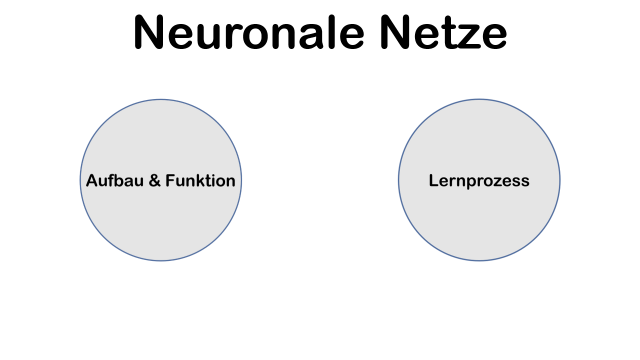 Neuronale Netze
Aufbau & Funktion
Lernprozess